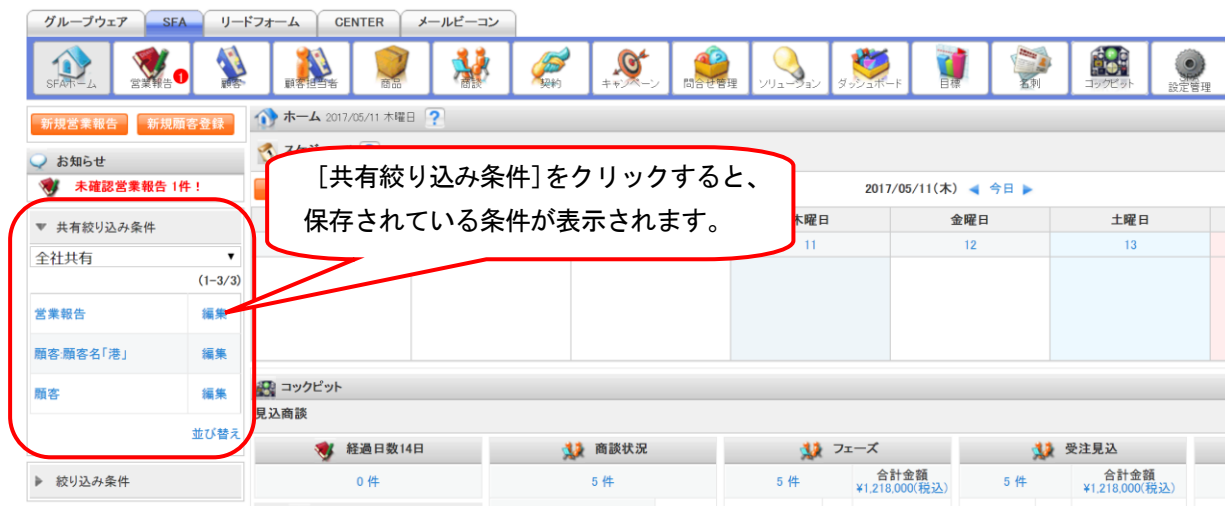 グループウェア SFA リードフォーム CENTER メールビーコン
SFAホーム 営業報告 1 顧客 顧客担当者 商品 商談 契約 キャンペーン 問合せ管理 ソリューション ダッシュボード 目標 名刺 コックピット 設定管理
新規営業報告 新規顧客登録 ホーム 2017/05/11 木曜日 ?
お知らせ
未確認営業報告 1件!
[共有絞り込み条件]をクリックすると、
保存されている条件が表示されます。
2017/05/11(木) 今日
木曜日 金曜日 土曜日
11 12 13
共有絞り込み条件
全社共有
(1-3/3)
営業報告 編集
顧客:顧客名「港」 編集
顧客 編集
並び替え
絞り込み条件
コックピット
見込商談
経過日数14日 商談状況 フェーズ 受注見込
0 件 5 件 5 件 合計金額 5 件 合計金額
¥1,218,000(税込) ¥1,218,000(税込)